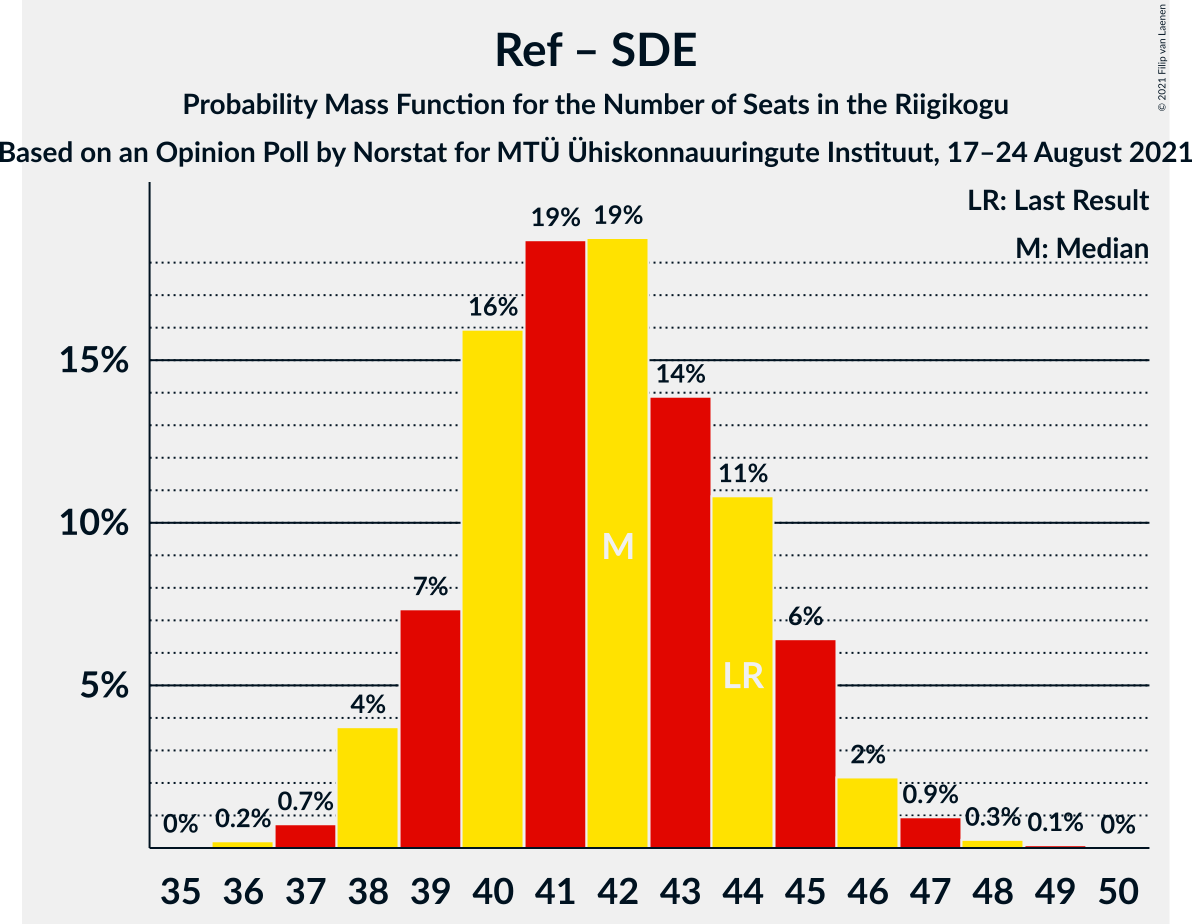 Ref – SDE
Probability Mass Function for the Number of Seats in the Riigikogu
Based on an Opinion Poll by Norstat for MTÜ Ühiskonnauuringute Instituut, 17–24 August 2021
© 2021 Filip van Laenen
LR: Last Result
M: Median
19% 19%
16%
15%
14%
11%
10%
M
7%
6%
LR
5%
4%
2%
0% 0.2% 0.7% 0.9% 0.3% 0.1% 0%
35 36 37 38 39 40 41 42 43 44 45 46 47 48 49 50